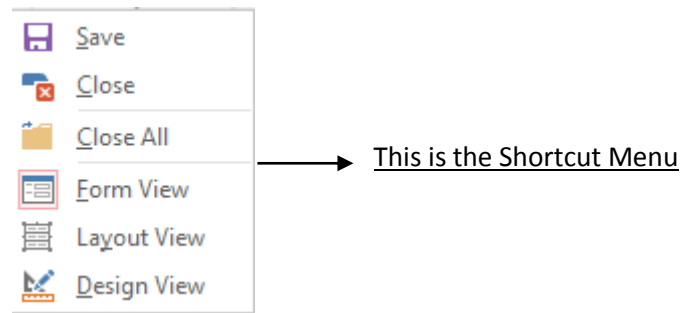 Save
Close
Close All
This is the Shortcut Menu
Form View
Layout View
Design View